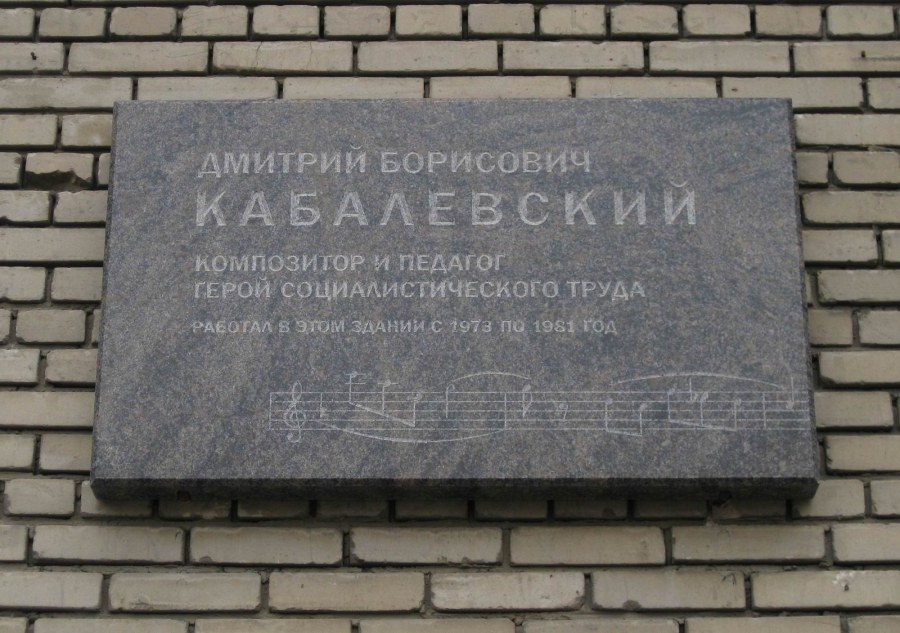 ДМИТРИЙ БОРИСОВИЧ
КАБАЛЕВСКИЙ
КОМПОЗИТОР И ПЕДАГОГ
ГЕРОЙ СОЦИАЛИСТИЧЕСКОГО ТРУДА
РАБОТАЛ В ЭТОМ ЗДАНИИ С 1973 ПО 1981 ГОД